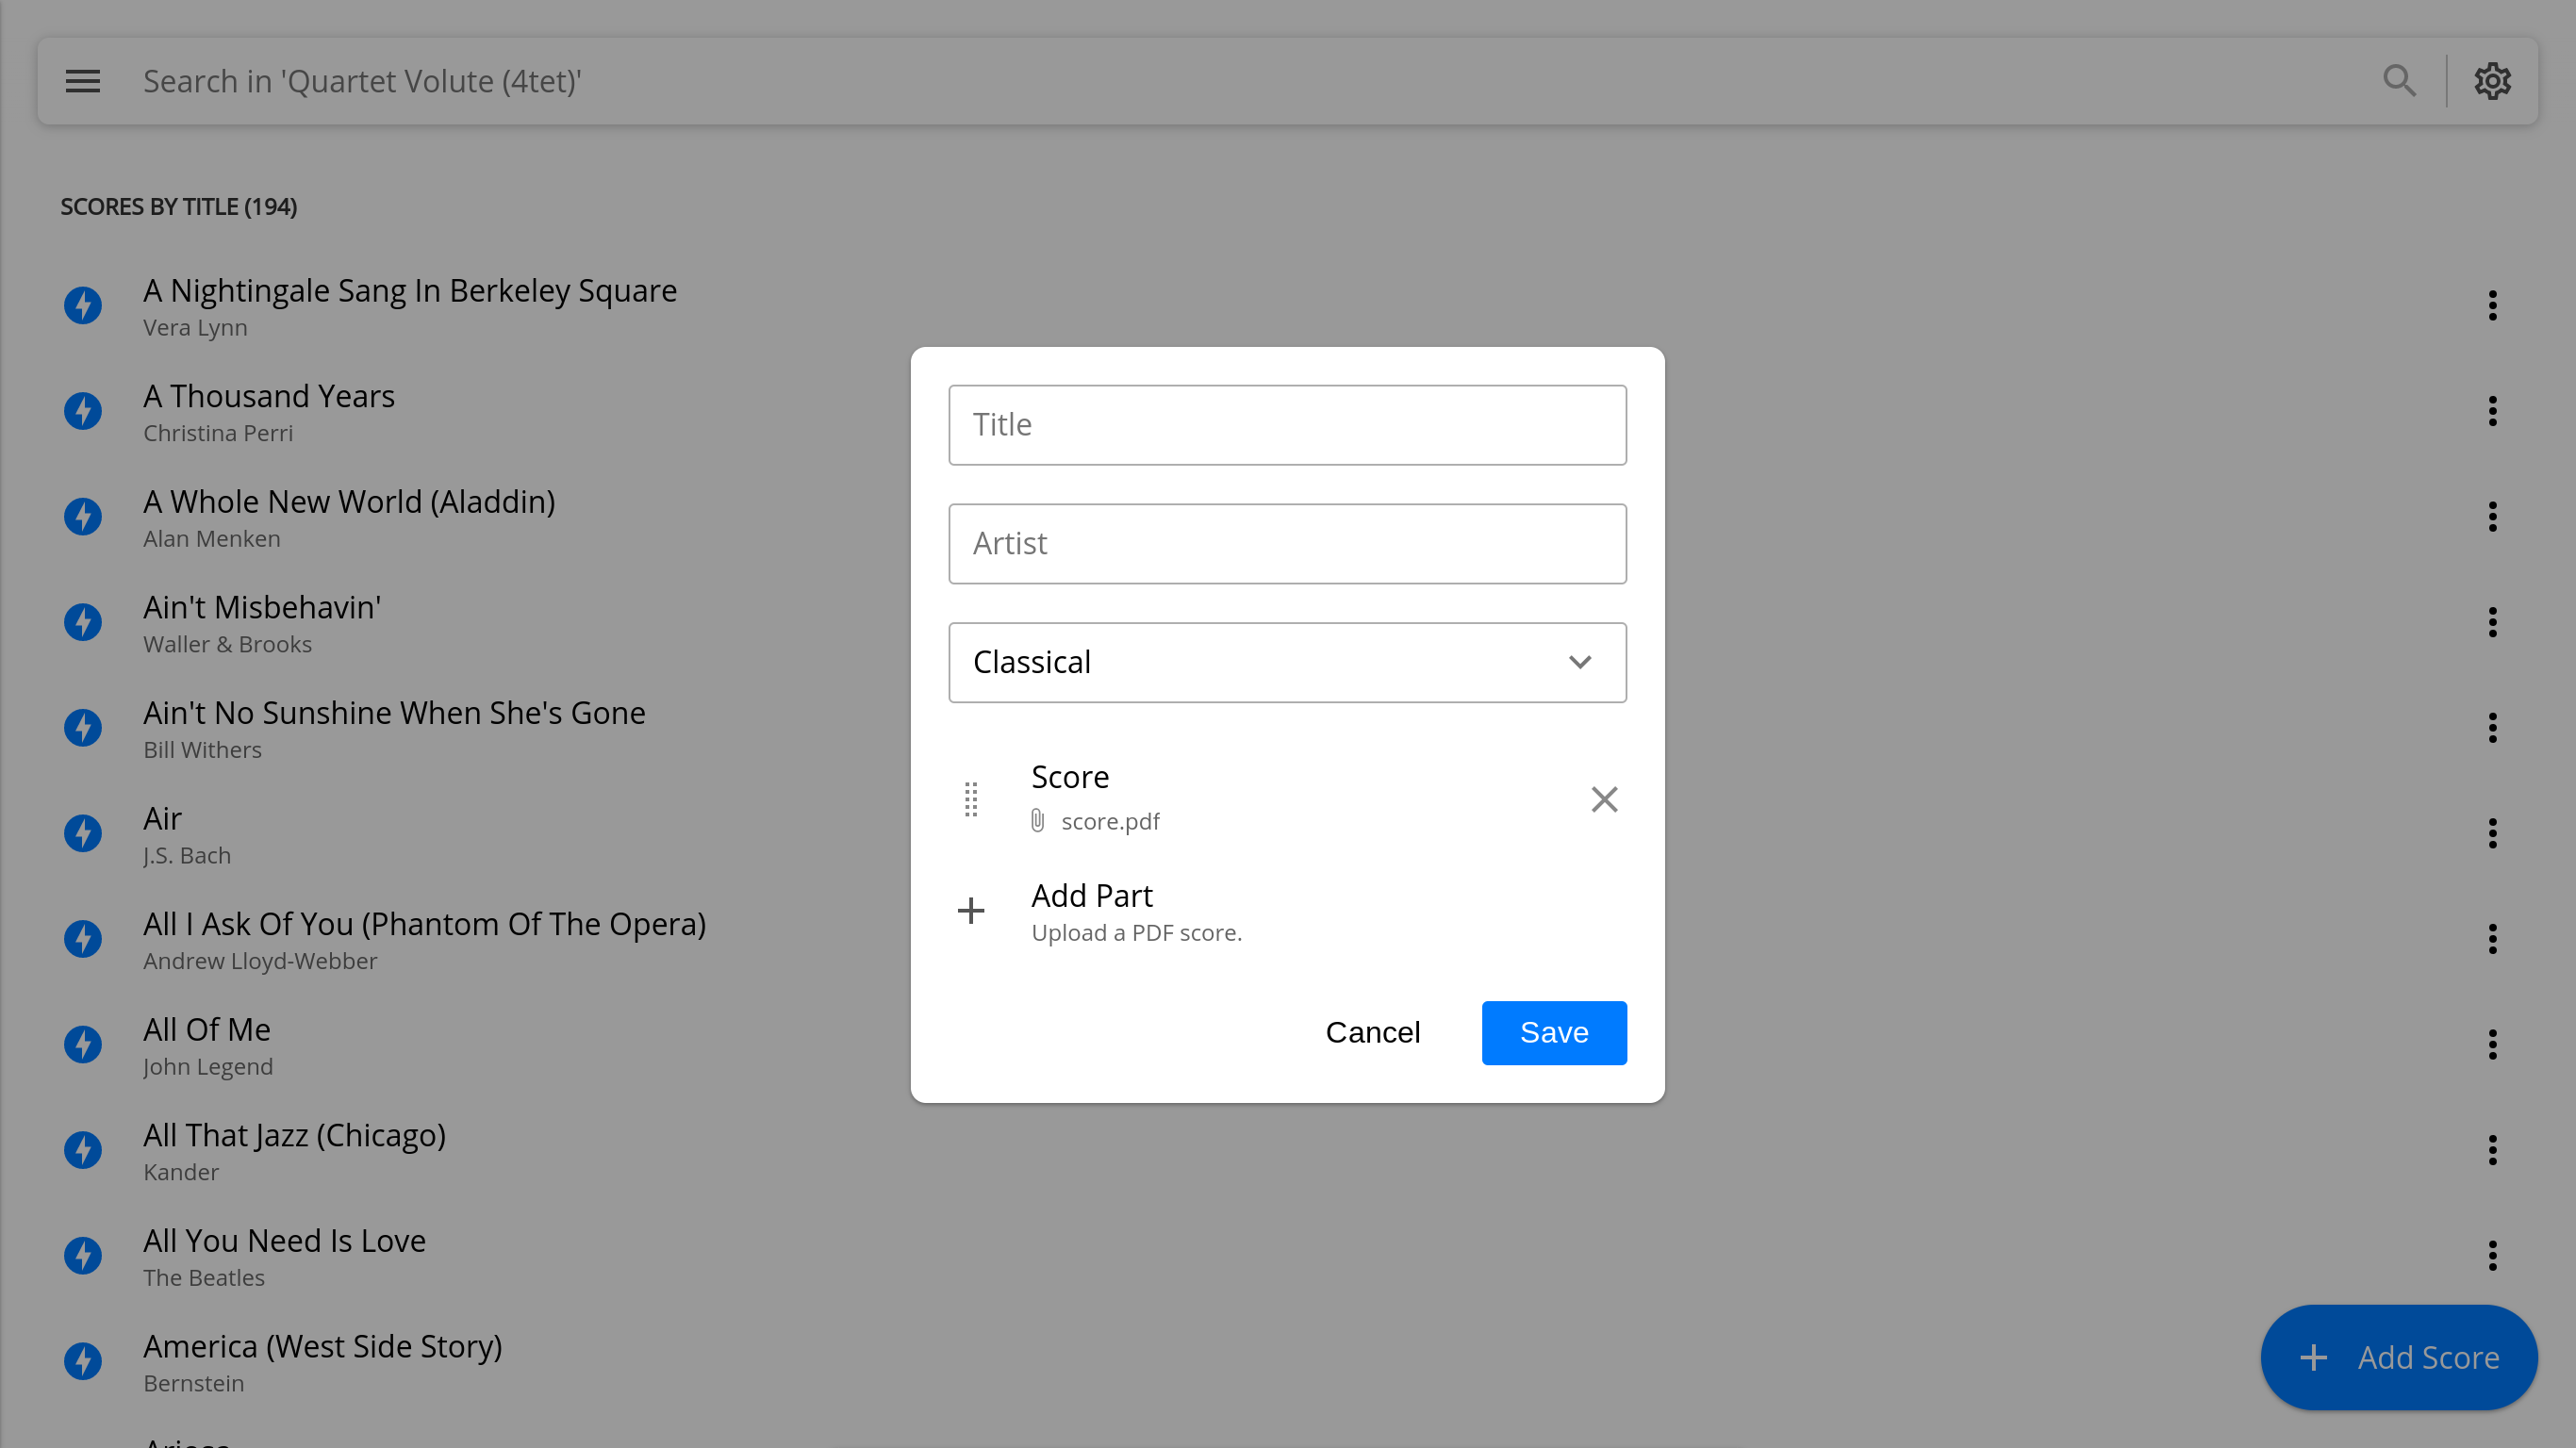 Search in 'Quartet Volute (4tet)'
SCORES BY TITLE (194)
A Nightingale Sang In Berkeley Square
Vera Lynn
A Thousand Years
Christina Perri
A Whole New World (Aladdin)
Alan Menken
Ain't Misbehavin'
Waller & Brooks
Ain't No Sunshine When She's Gone
Bill Withers
Air
J.S. Bach
All I Ask Of You (Phantom Of The Opera)
Andrew Lloyd-Webber
All Of Me
John Legend
All That Jazz (Chicago)
Kander
All You Need Is Love
The Beatles
America (West Side Story)
Bernstein
Title
Artist
Classical
Score
score.pdf
Add Part
Upload a PDF score.
Cancel
Save
Add Score